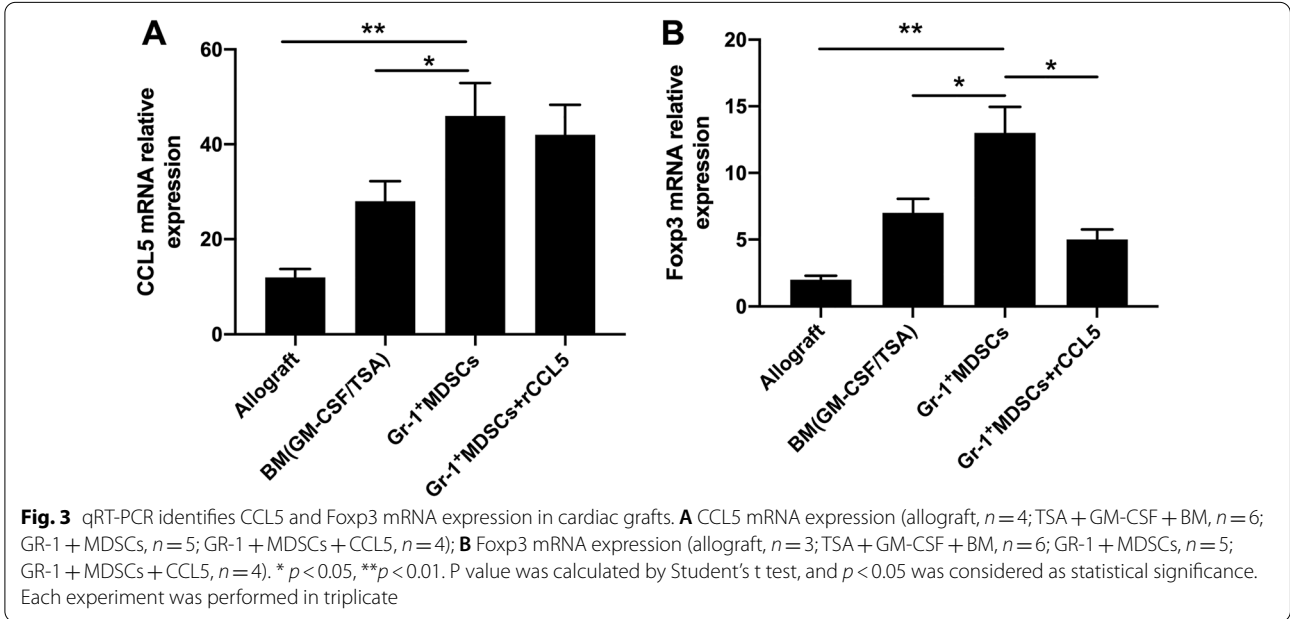 A
CCL5 mRNA relative
expression
60
40
20
0
**
*
Allograft
BM(GM-CSF/TSA)
Gr-1⁺MDSCs
Gr-1⁺MDSCs+rCCL5
B
Foxp3 mRNA relative
expression
20
15
10
5
0
**
*
*
Allograft
BM(GM-CSF/TSA)
Gr-1⁺MDSCs
Gr-1⁺MDSCs+rCCL5
Fig. 3 qRT-PCR identifies CCL5 and Foxp3 mRNA expression in cardiac grafts. A CCL5 mRNA expression (allograft, n = 4; TSA + GM-CSF + BM, n = 6;
GR-1 + MDSCs, n = 5; GR-1 + MDSCs + CCL5, n = 4); B Foxp3 mRNA expression (allograft, n = 3; TSA + GM-CSF + BM, n = 6; GR-1 + MDSCs, n = 5;
GR-1 + MDSCs + CCL5, n = 4). * p < 0.05, **p < 0.01. P value was calculated by Student's t test, and p < 0.05 was considered as statistical significance.
Each experiment was performed in triplicate